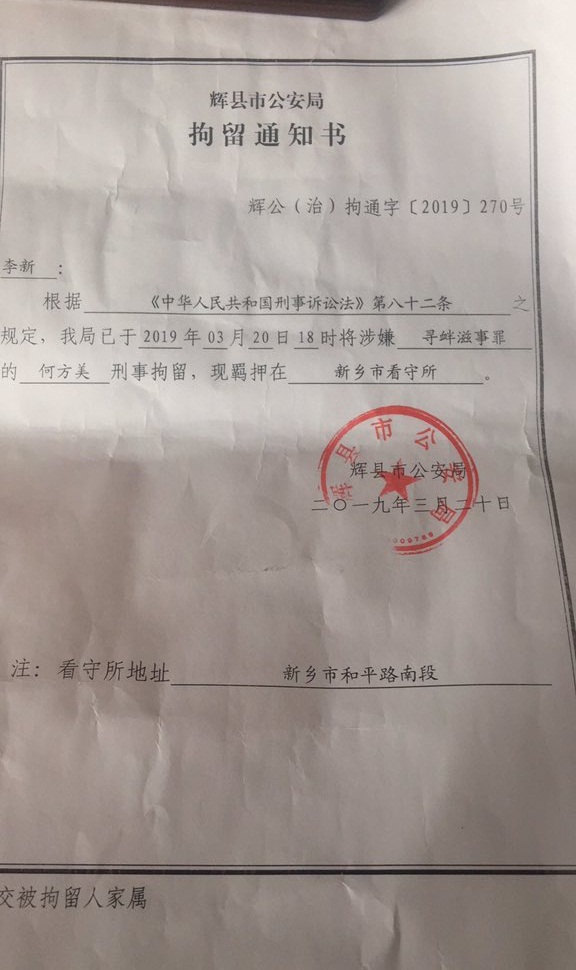 辉县市公安局
拘留通知书
辉公（治）拘通字〔2019〕270号
李新：
根据《中华人民共和国刑事诉讼法》第八十二条之
规定，我局已于2019年03月20日18时将涉嫌 寻衅滋事罪
的 何方美 刑事拘留，现羁押在 新乡市看守所。
辉县市公安局
辉县市公安局
二〇一九年三月二十日
注：看守所地址 新乡市和平路南段
交被拘留人家属